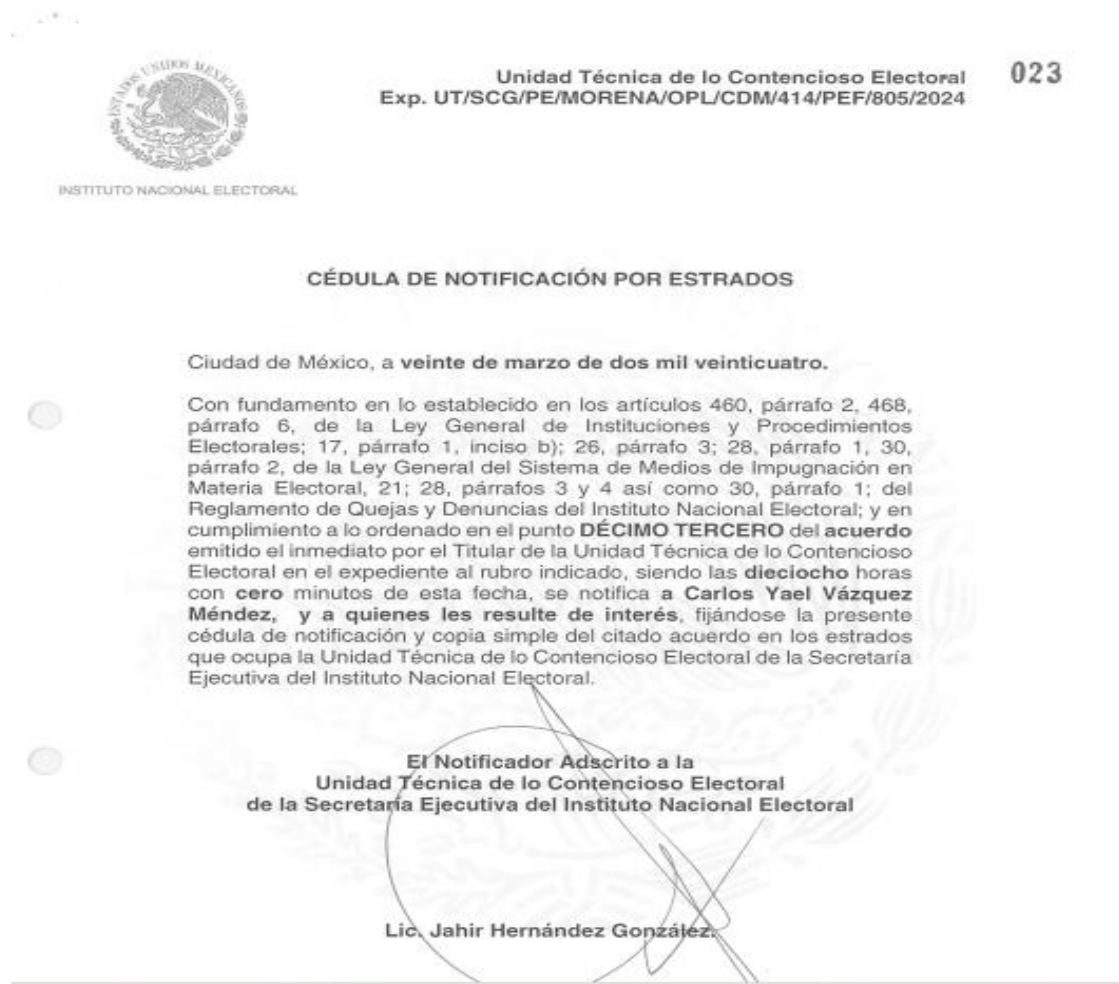 Unidad Técnica de lo Contencioso Electoral
023
Exp. UT/SCG/PE/MORENA/OPL/CDM/414/PEF/805/2024
ESTADOS UNIDOS MEXICANOS
INSTITUTO NACIONAL ELECTORAL
CÉDULA DE NOTIFICACIÓN POR ESTRADOS
Ciudad de México, a veinte de marzo de dos mil veinticuatro.
Con fundamento en lo establecido en los artículos 460, párrafo 2, 468,
párrafo 6, de la Ley General de Instituciones y Procedimientos
Electorales; 17, párrafo 1, inciso b); 26, párrafo 3; 28, párrafo 1, 30,
párrafo 2, de la Ley General del Sistema de Medios de Impugnación en
Materia Electoral, 21; 28, párrafos 3 y 4 así como 30, párrafo 1; del
Reglamento de Quejas y Denuncias del Instituto Nacional Electoral; y en
cumplimiento a lo ordenado en el punto DÉCIMO TERCERO del acuerdo
emitido el inmediato por el Titular de la Unidad Técnica de lo Contencioso
Electoral en el expediente al rubro indicado, siendo las dieciocho horas
con cero minutos de esta fecha, se notifica a Carlos Yael Vázquez
Méndez, y a quienes les resulte de interés, fijándose la presente
cédula de notificación y copia simple del citado acuerdo en los estrados
que ocupa la Unidad Técnica de lo Contencioso Electoral de la Secretaría
Ejecutiva del Instituto Nacional Electoral.
El Notificador Adscrito a la
Unidad Técnica de lo Contencioso Electoral
de la Secretaría Ejecutiva del Instituto Nacional Electoral
Lic. Jahir Hernández González.